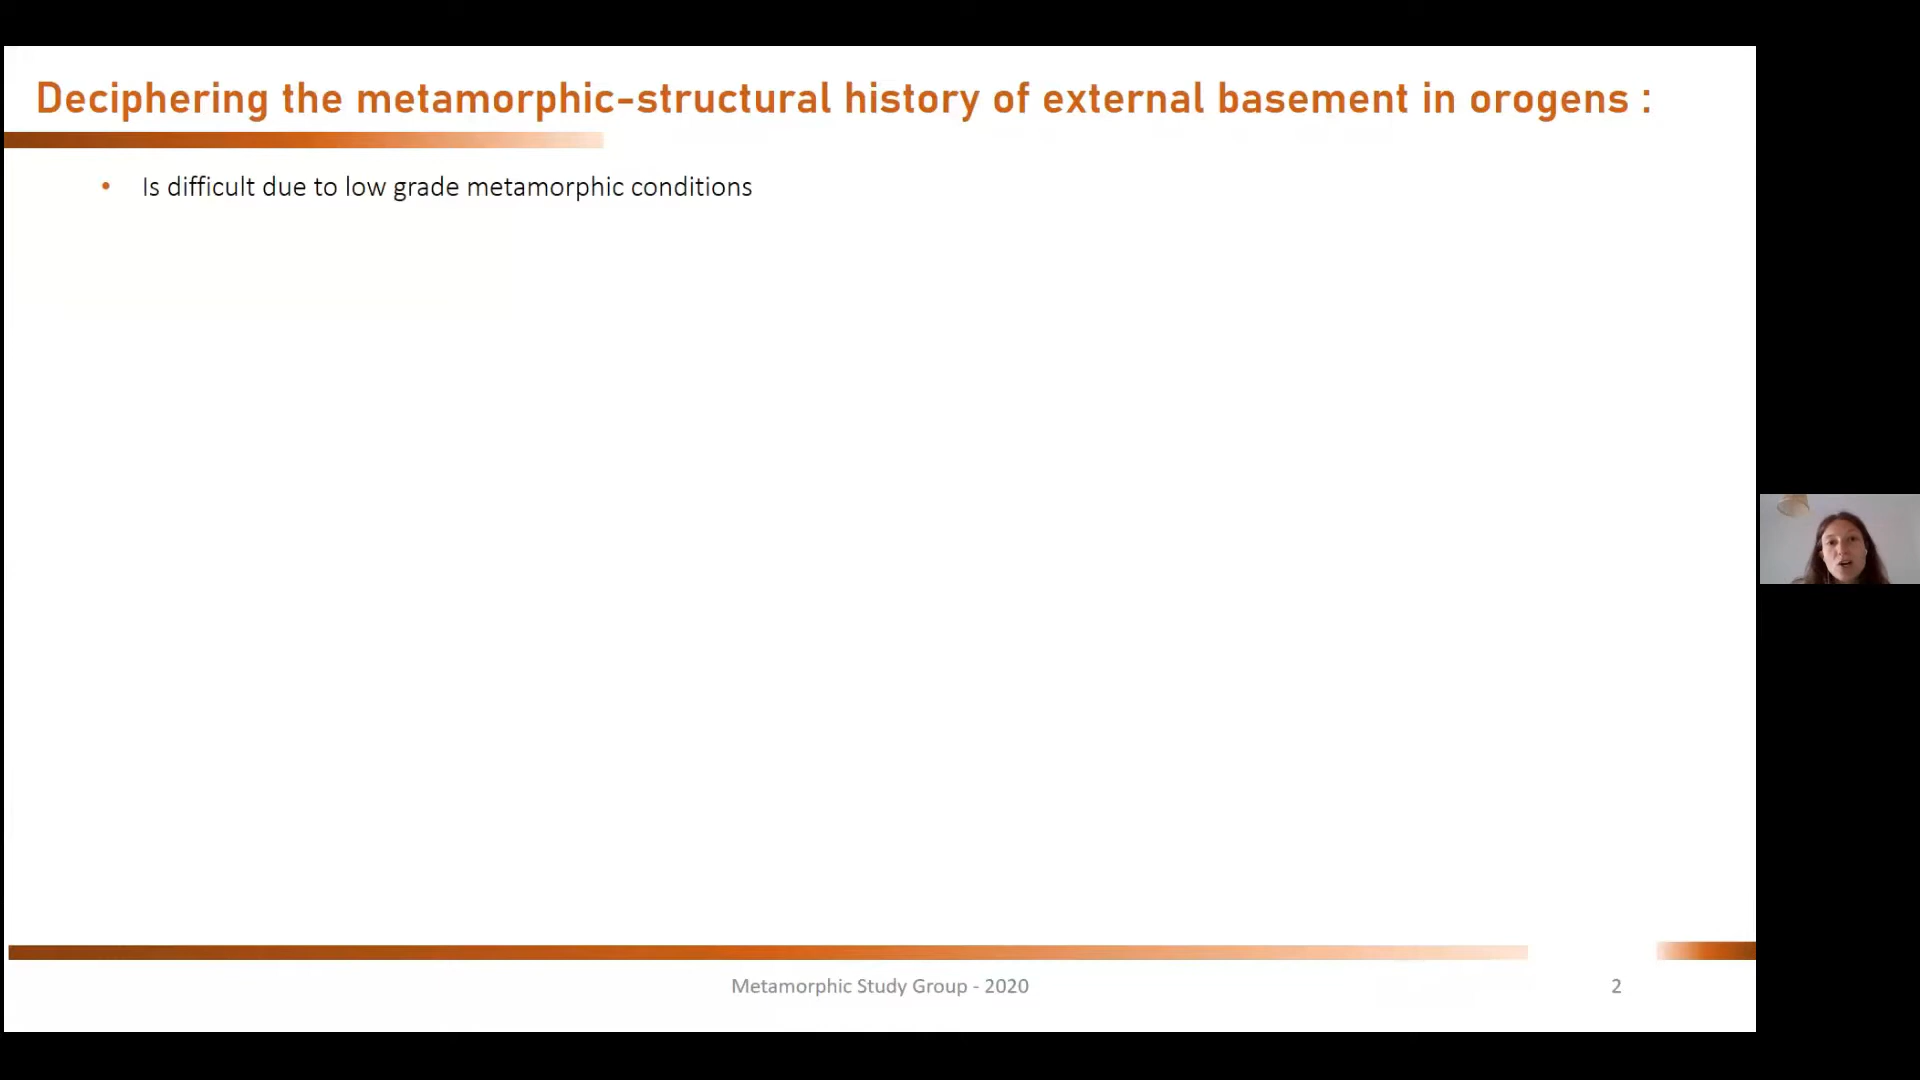 Deciphering the metamorphic-structural history of external basement in orogens :
• Is difficult due to low grade metamorphic conditions
Metamorphic Study Group - 2020
2